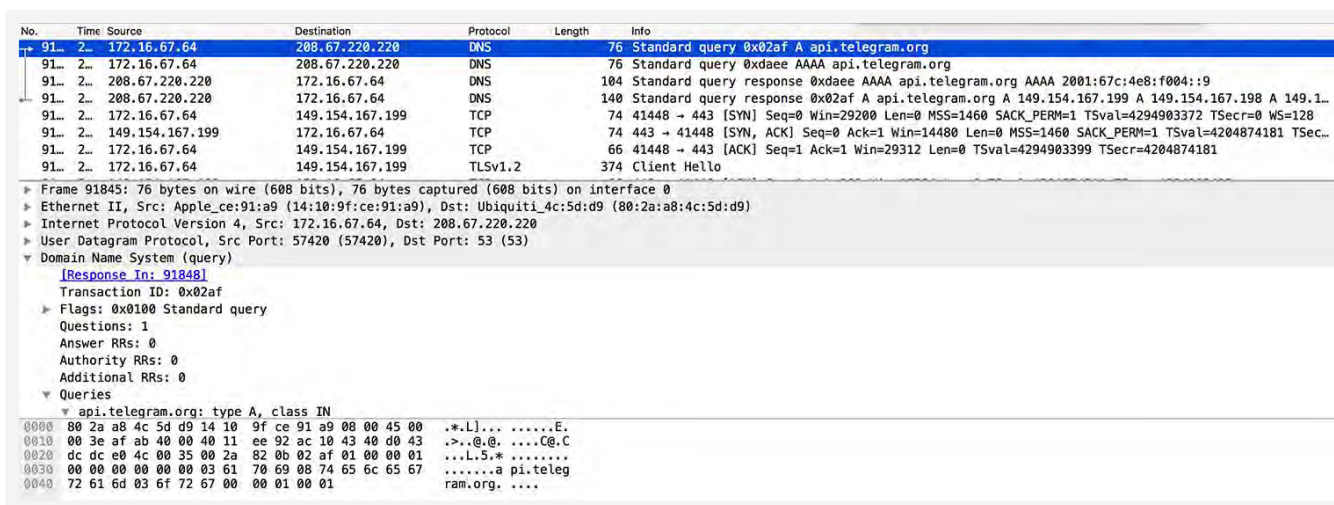 No. Time Source Destination Protocol Length Info
91… 2… 172.16.67.64 208.67.220.220 DNS 76 Standard query 0x02af A api.telegram.org
91… 2… 172.16.67.64 208.67.220.220 DNS 76 Standard query 0xdaee AAAA api.telegram.org
91… 2… 208.67.220.220 172.16.67.64 DNS 104 Standard query response 0xdaee AAAA api.telegram.org AAAA 2001:67c:4e8:f004::9
91… 2… 208.67.220.220 172.16.67.64 DNS 140 Standard query response 0x02af A api.telegram.org A 149.154.167.199 A 149.154.167.198 A 149.1…
91… 2… 172.16.67.64 149.154.167.199 TCP 74 41448 → 443 [SYN] Seq=0 Win=29200 Len=0 MSS=1460 SACK_PERM=1 TSval=4294903372 TSecr=0 WS=128
91… 2… 149.154.167.199 172.16.67.64 TCP 74 443 → 41448 [SYN, ACK] Seq=0 Ack=1 Win=14480 Len=0 MSS=1460 SACK_PERM=1 TSval=4204874181 TSec…
91… 2… 172.16.67.64 149.154.167.199 TCP 66 41448 → 443 [ACK] Seq=1 Ack=1 Win=29312 Len=0 TSval=4294903399 TSecr=4204874181
91… 2… 172.16.67.64 149.154.167.199 TLSv1.2 374 Client Hello
Frame 91845: 76 bytes on wire (608 bits), 76 bytes captured (608 bits) on interface 0
Ethernet II, Src: Apple_ce:91:a9 (14:10:9f:ce:91:a9), Dst: Ubiquiti_4c:5d:d9 (80:2a:a8:4c:5d:d9)
Internet Protocol Version 4, Src: 172.16.67.64, Dst: 208.67.220.220
User Datagram Protocol, Src Port: 57420 (57420), Dst Port: 53 (53)
Domain Name System (query)
[Response In: 91848]
Transaction ID: 0x02af
Flags: 0x0100 Standard query
Questions: 1
Answer RRs: 0
Authority RRs: 0
Additional RRs: 0
Queries
api.telegram.org: type A, class IN
0000 80 2a a8 4c 5d d9 14 10 9f ce 91 a9 08 00 45 00 .*.L]... ......E.
0010 00 3e af ab 40 00 40 11 ee 92 ac 10 43 40 d0 43 .>..@.@. ....C@.C
0020 dc dc e0 4c 00 35 00 2a 82 0b 02 af 01 00 00 01 ...L.5.* ........
0030 00 00 00 00 00 00 03 61 70 69 08 74 65 6c 65 67 .......a pi.teleg
0040 72 61 6d 03 6f 72 67 00 00 01 00 01 ram.org. ....